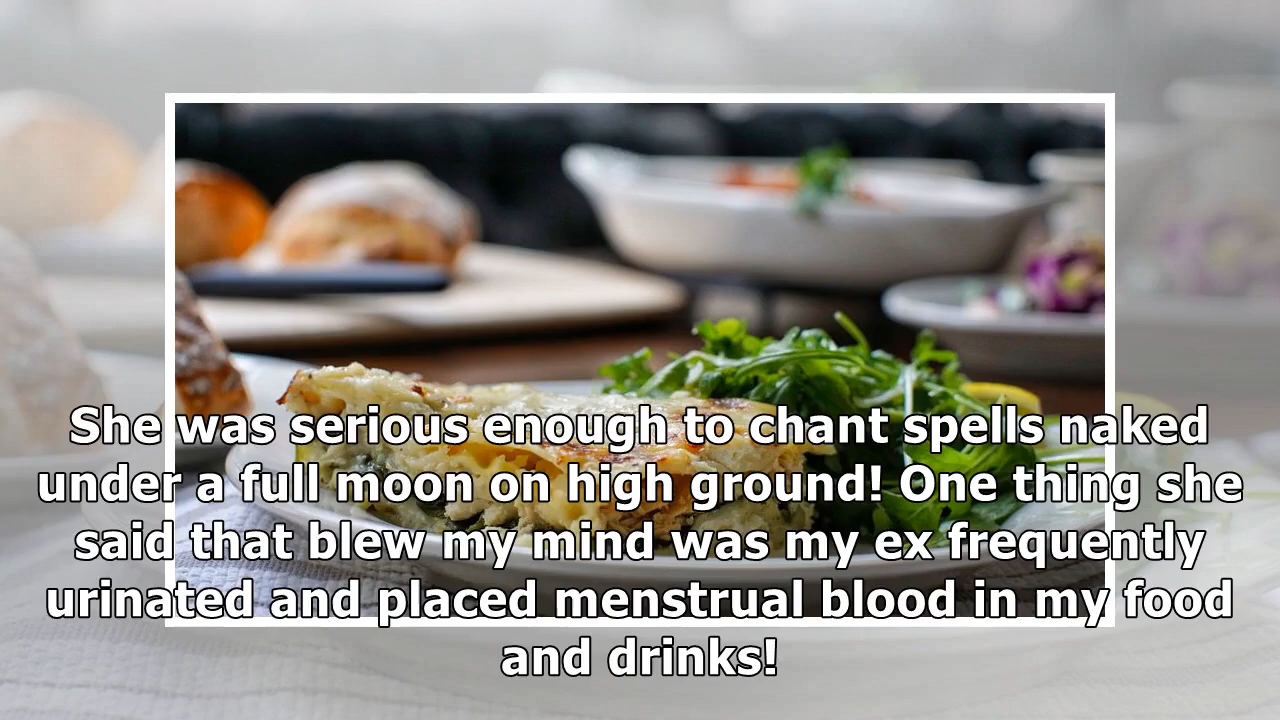 She was serious enough to chant spells naked
under a full moon on high ground! One thing she
said that blew my mind was my ex frequently
urinated and placed menstrual blood in my food
and drinks!